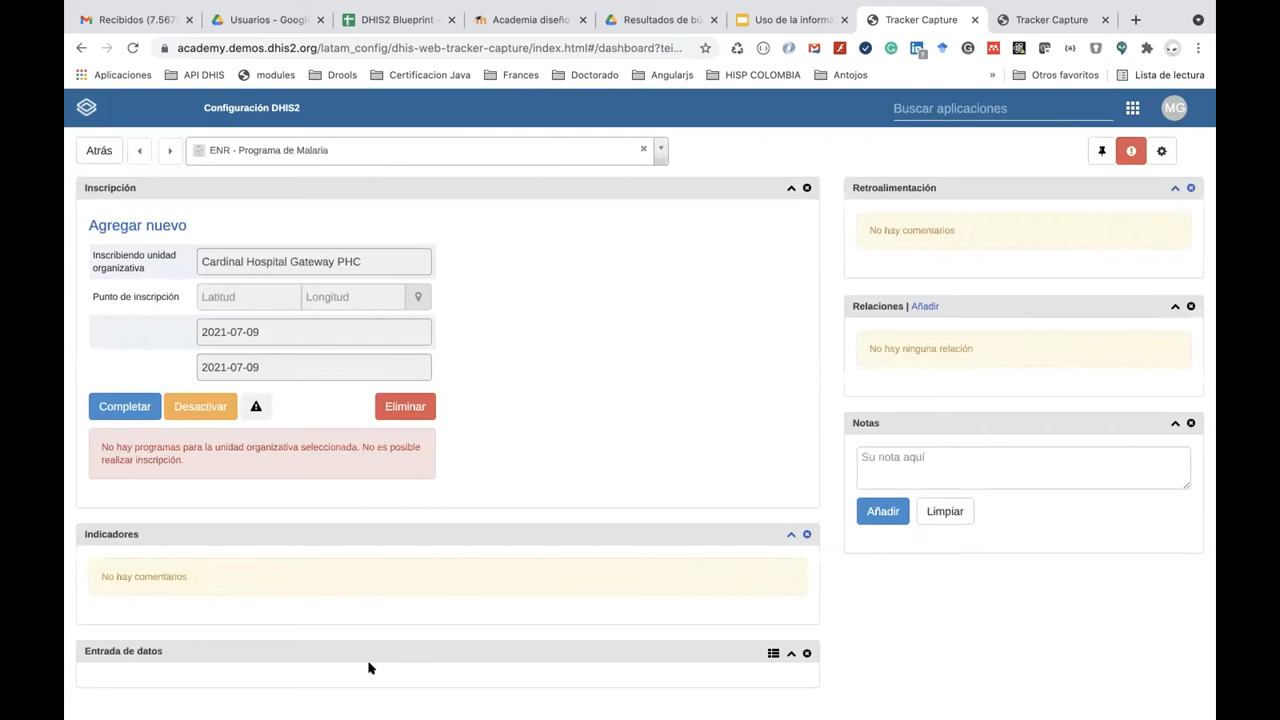 Recibidos (7.567
Usuarios - Googl
DHIS2 Blueprint -
Academia diseño
Resultados de bú
Uso de la informa
Tracker Capture
Tracker Capture
academy.demos.dhis2.org/latam_config/dhis-web-tracker-capture/index.html#/dashboard?tei...
Aplicaciones
API DHIS
modules
Drools
Certificacion Java
Frances
Doctorado
Angularjs
HISP COLOMBIA
Antojos
»
Otros favoritos
Lista de lectura
Configuración DHIS2
Buscar aplicaciones
MG
Atrás
ENR - Programa de Malaria
Inscripción
Agregar nuevo
Inscribiendo unidad
organizativa
Cardinal Hospital Gateway PHC
Punto de inscripción
Latitud
Longitud
2021-07-09
2021-07-09
Completar
Desactivar
Eliminar
No hay programas para la unidad organizativa seleccionada. No es posible
realizar inscripción.
Indicadores
No hay comentarios
Entrada de datos
Retroalimentación
No hay comentarios
Relaciones | Añadir
No hay ninguna relación
Notas
Su nota aquí
Añadir
Limpiar